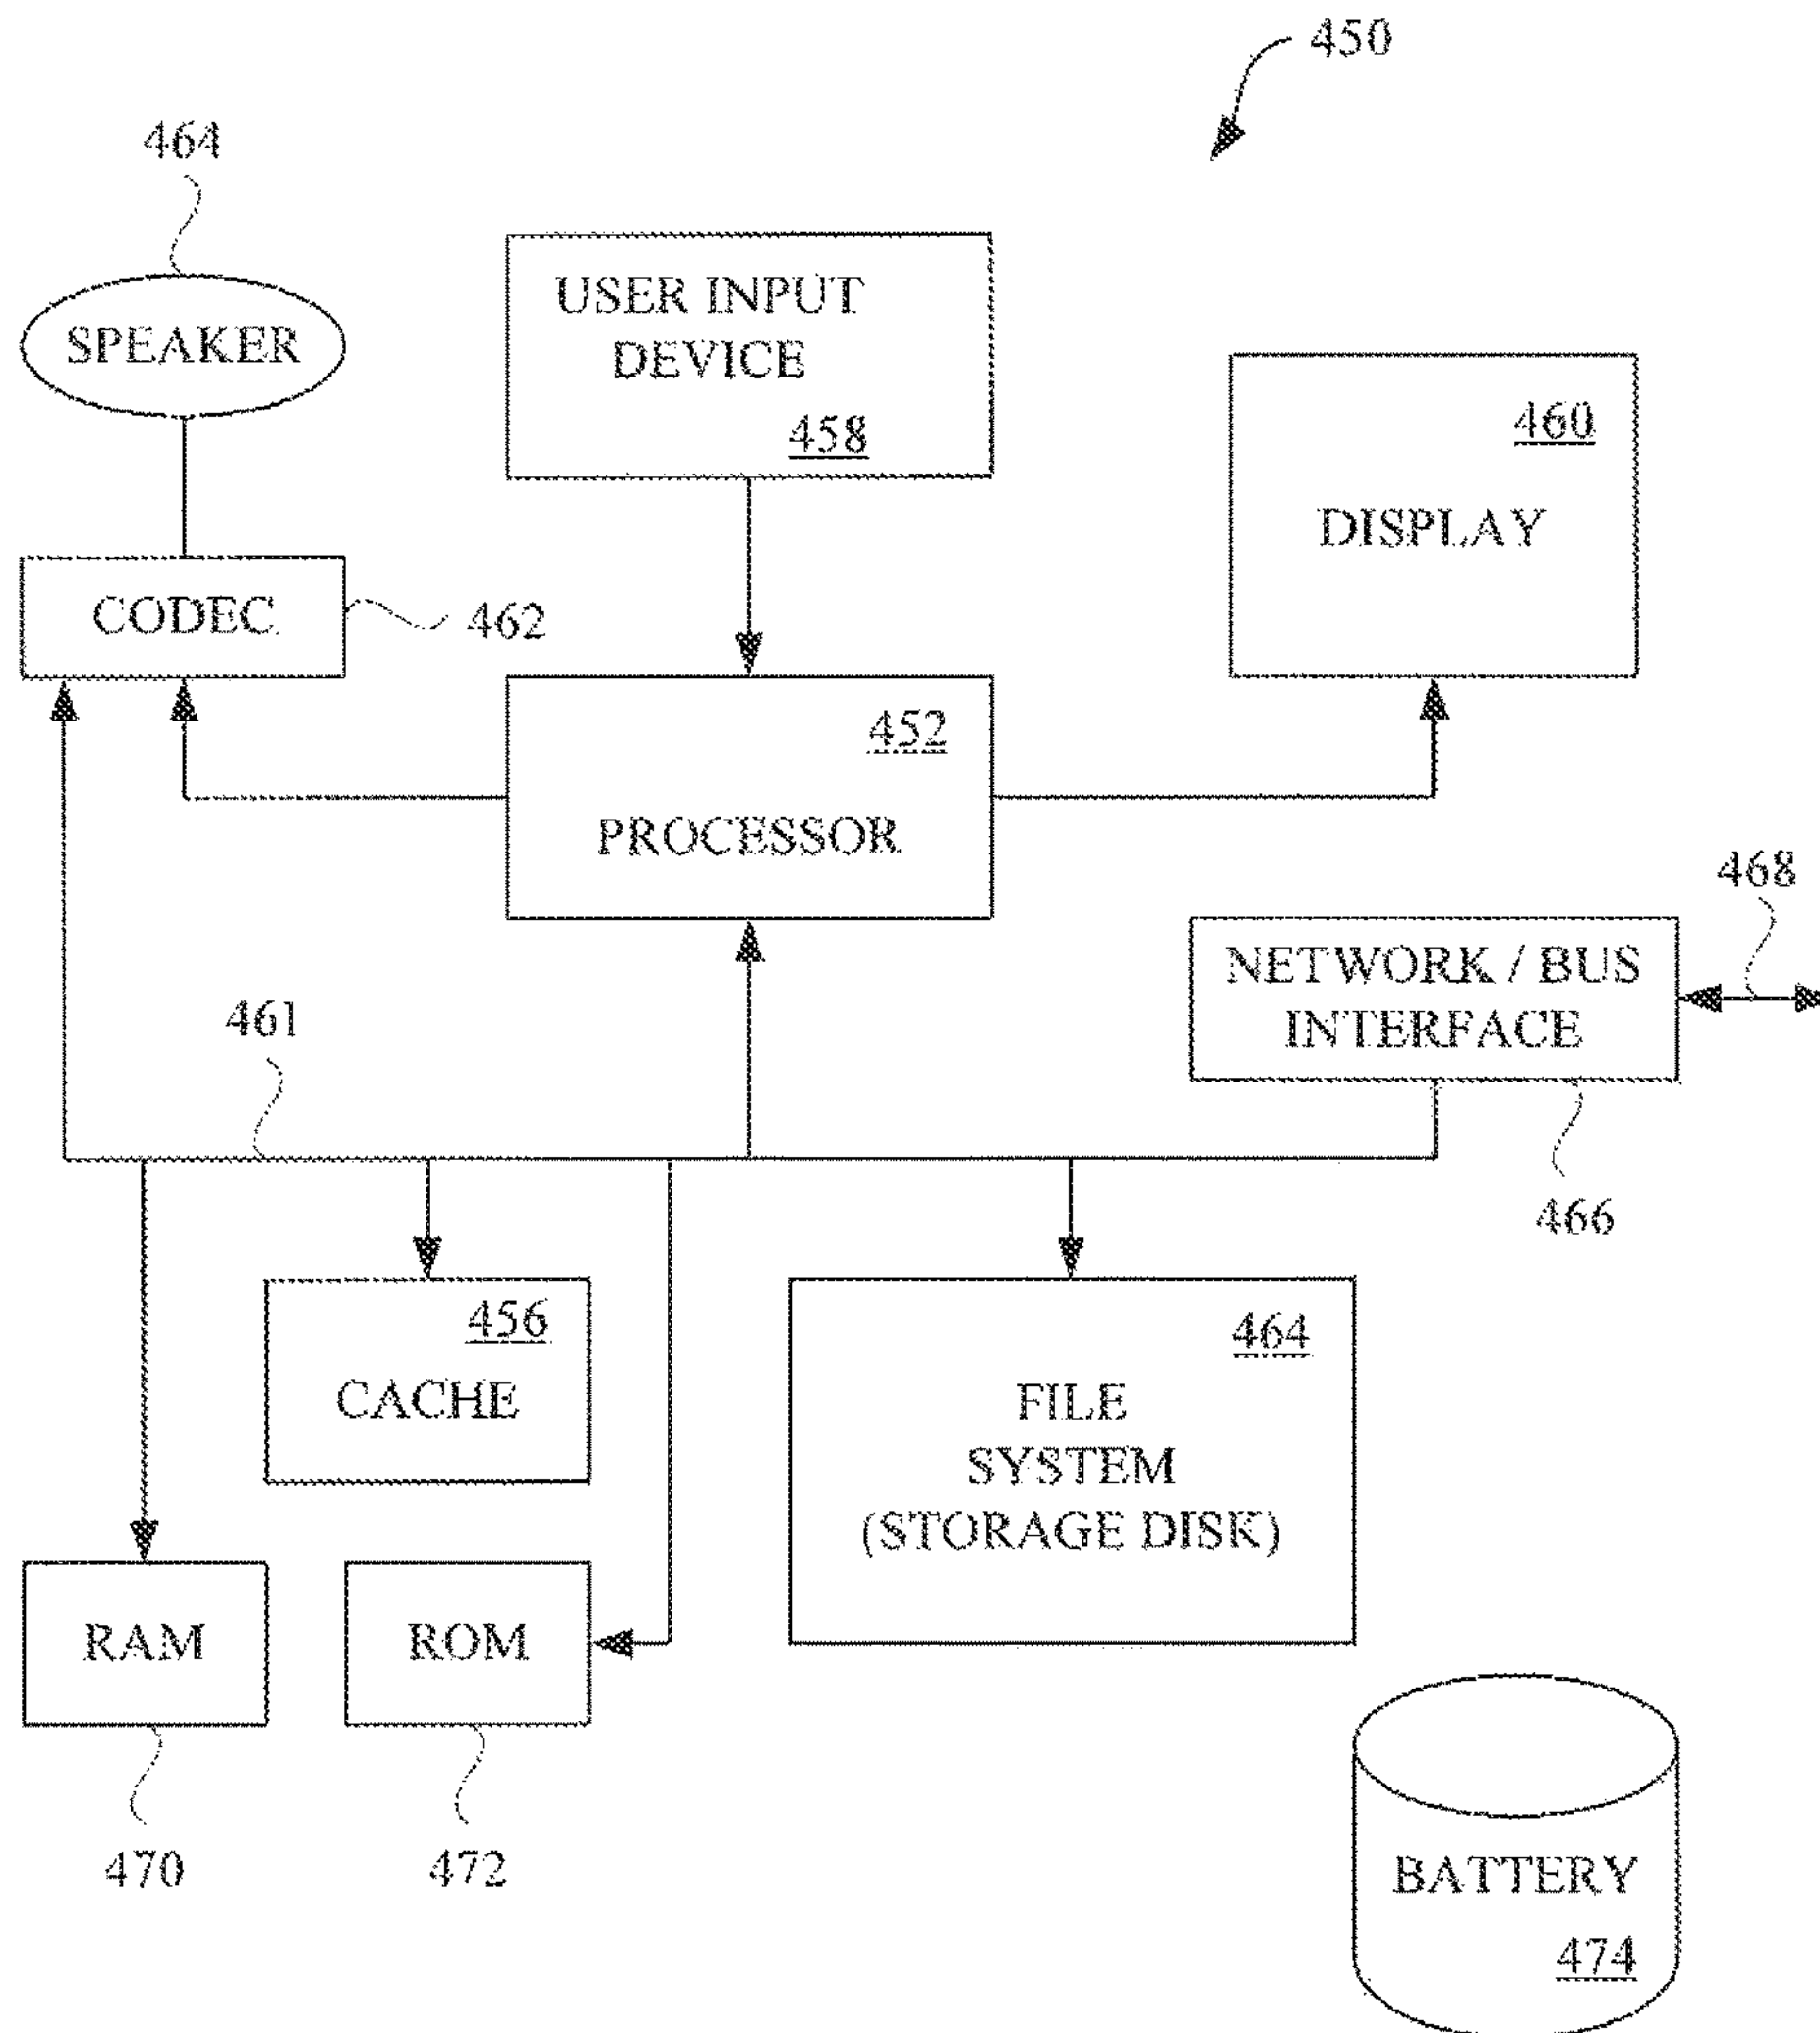 450
464
SPEAKER
USER INPUT
DEVICE
458
460
DISPLAY
CODEC
462
452
PROCESSOR
468
NETWORK / BUS
INTERFACE
461
466
456
CACHE
464
FILE
SYSTEM
(STORAGE DISK)
RAM
ROM
470
472
BATTERY
474